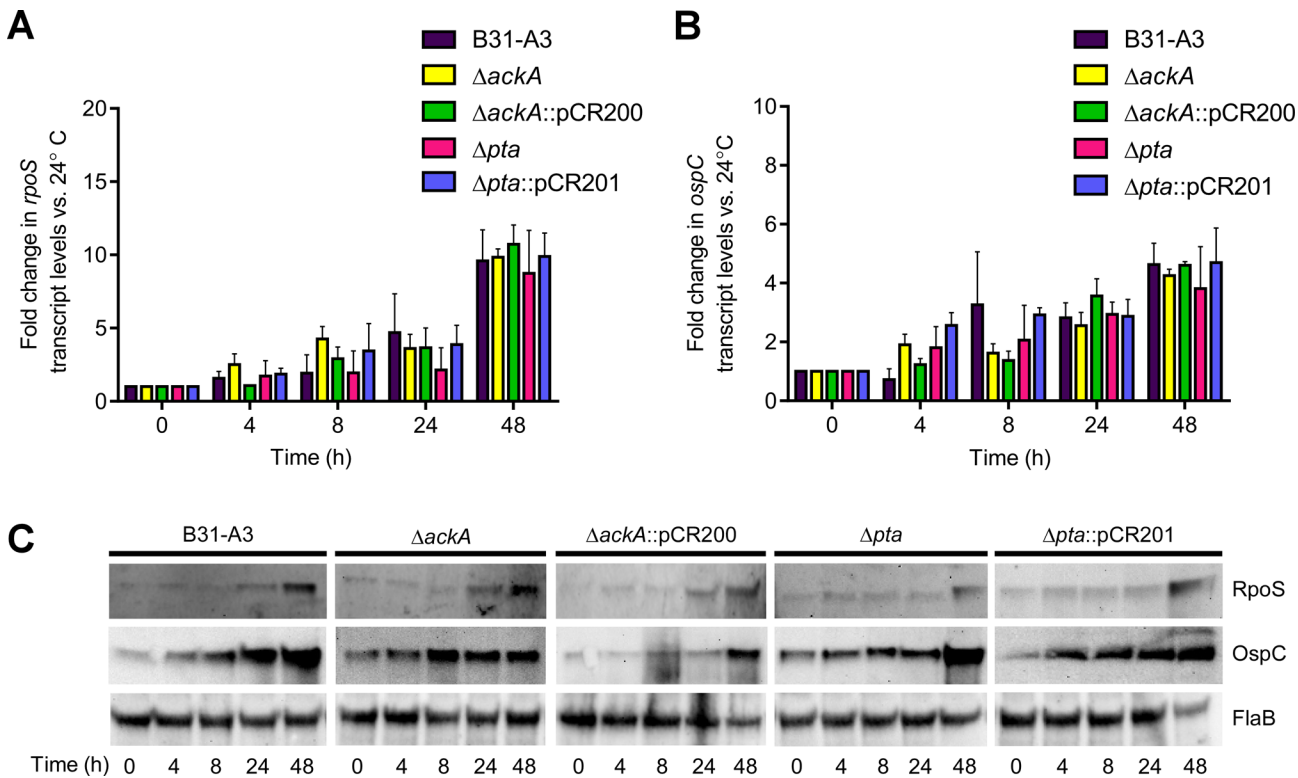 A
B31-A3
ΔackA
ΔackA::pCR200
Δpta
Δpta::pCR201
Fold change in rpoS
transcript levels vs. 24° C
20
15
10
5
0
0 4 8 24 48
Time (h)
B
B31-A3
ΔackA
ΔackA::pCR200
Δpta
Δpta::pCR201
Fold change in ospC
transcript levels vs. 24°C
10
8
6
4
2
0
0 4 8 24 48
Time (h)
C
B31-A3 ΔackA ΔackA::pCR200 Δpta Δpta::pCR201
RpoS
OspC
FlaB
Time (h) 0 4 8 24 48 0 4 8 24 48 0 4 8 24 48 0 4 8 24 48 0 4 8 24 48